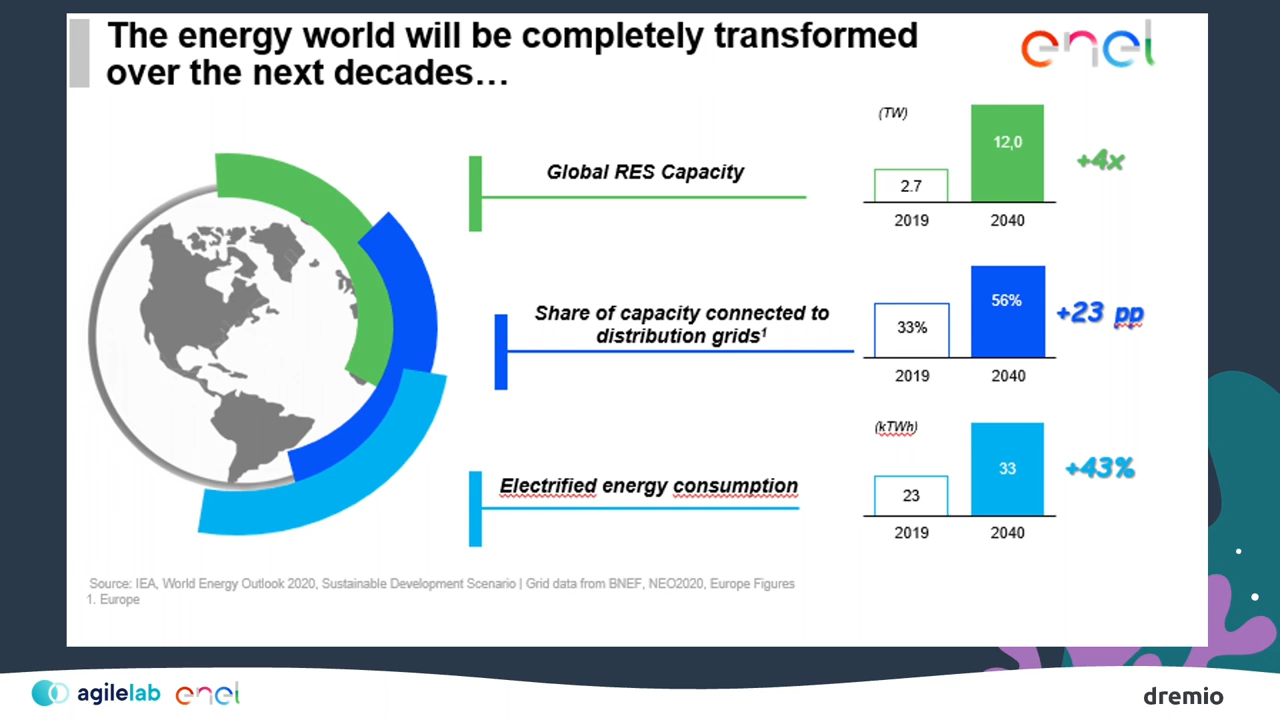 The energy world will be completely transformed
over the next decades…
enel
(TW)
Global RES Capacity
2.7
12,0
+4x
2019
2040
Share of capacity connected to
distribution grids¹
33%
56%
+23 pp
2019
2040
(kTWh)
Electrified energy consumption
23
33
+43%
2019
2040
Source: IEA, World Energy Outlook 2020, Sustainable Development Scenario | Grid data from BNEF, NEO2020, Europe Figures
1. Europe
agilelab
enel
dremio